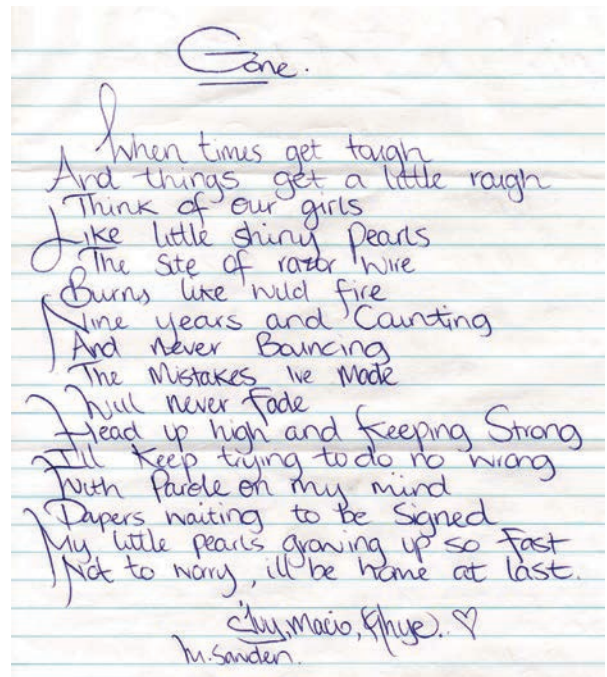 Gone.
When times get tough
And things get a little rough
Think of our girls
Like little shiny Pearls
The Site of razor wire
Burns like wild fire
Nine years and Counting
And never Bouncing
The Mistakes Ive Made
Will never Fade
Head up high and Keeping Strong
I'll Keep trying to do no wrong
With Parole on my mind
Papers waiting to be Signed
My little pearls growing up so fast
Not to worry, ill be home at last.
M. Sanden.